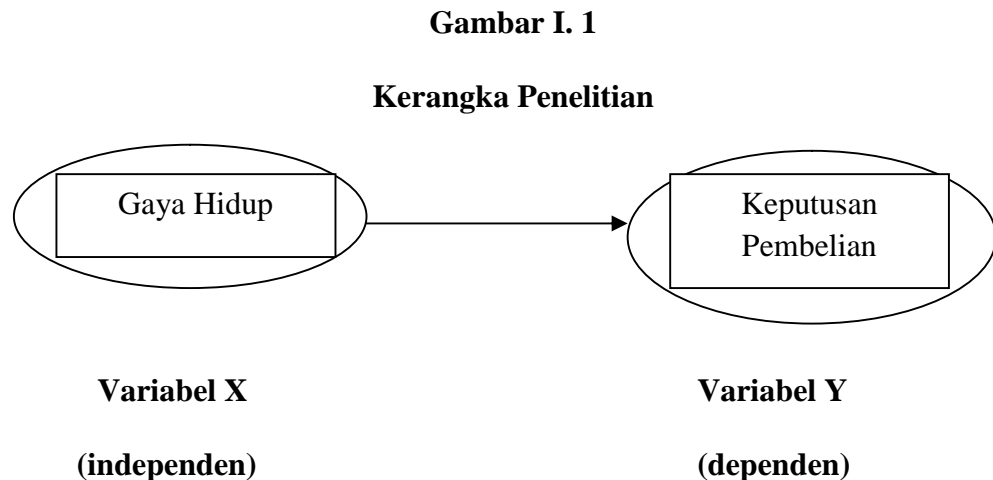 Gambar I. 1
Kerangka Penelitian
Gaya Hidup
Keputusan
Pembelian
Variabel X
Variabel Y
(independen)
(dependen)